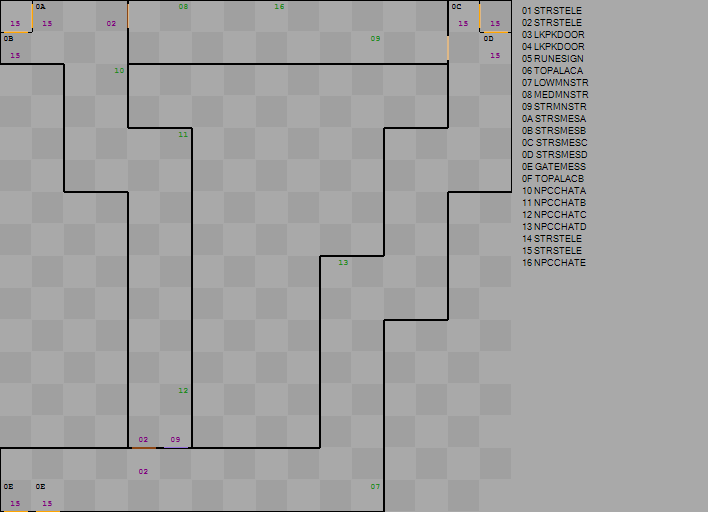 08 16 0C
0A
15 15 02 15 15
0B 09 0D
15 15
10
11
13
12
02 09
02
0E 0E 07
15 15
01 STRSTELE
02 STRSTELE
03 LKPKDOOR
04 LKPKDOOR
05 RUNESIGN
06 TOPALACA
07 LOWMNSTR
08 MEDMNSTR
09 STRMNSTR
0A STRSMESA
0B STRSMESB
0C STRSMESC
0D STRSMESD
0E GATEMESS
0F TOPALACB
10 NPCCHATA
11 NPCCHATB
12 NPCCHATC
13 NPCCHATD
14 STRSTELE
15 STRSTELE
16 NPCCHATE